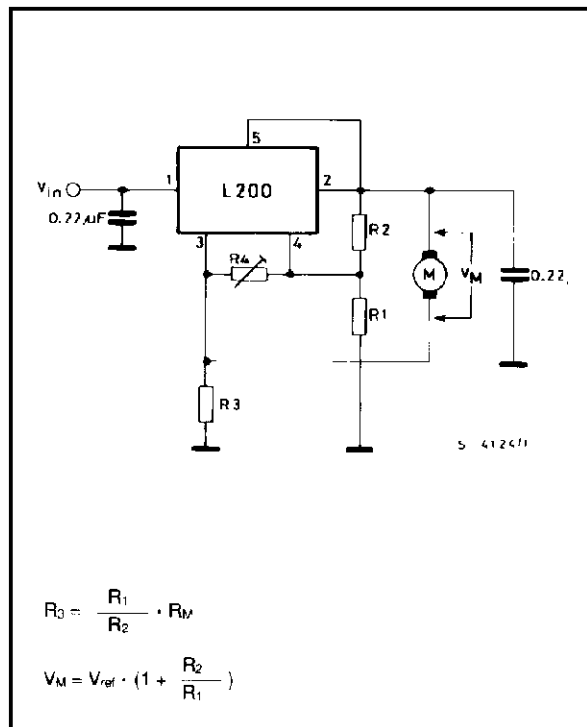 5
1
L200
2
Vin
0.22µF
3
4
R2
R4
M
VM
0.22
R1
R3
R3 = R1/R2 · RM
VM = Vref · (1 + R2/R1)